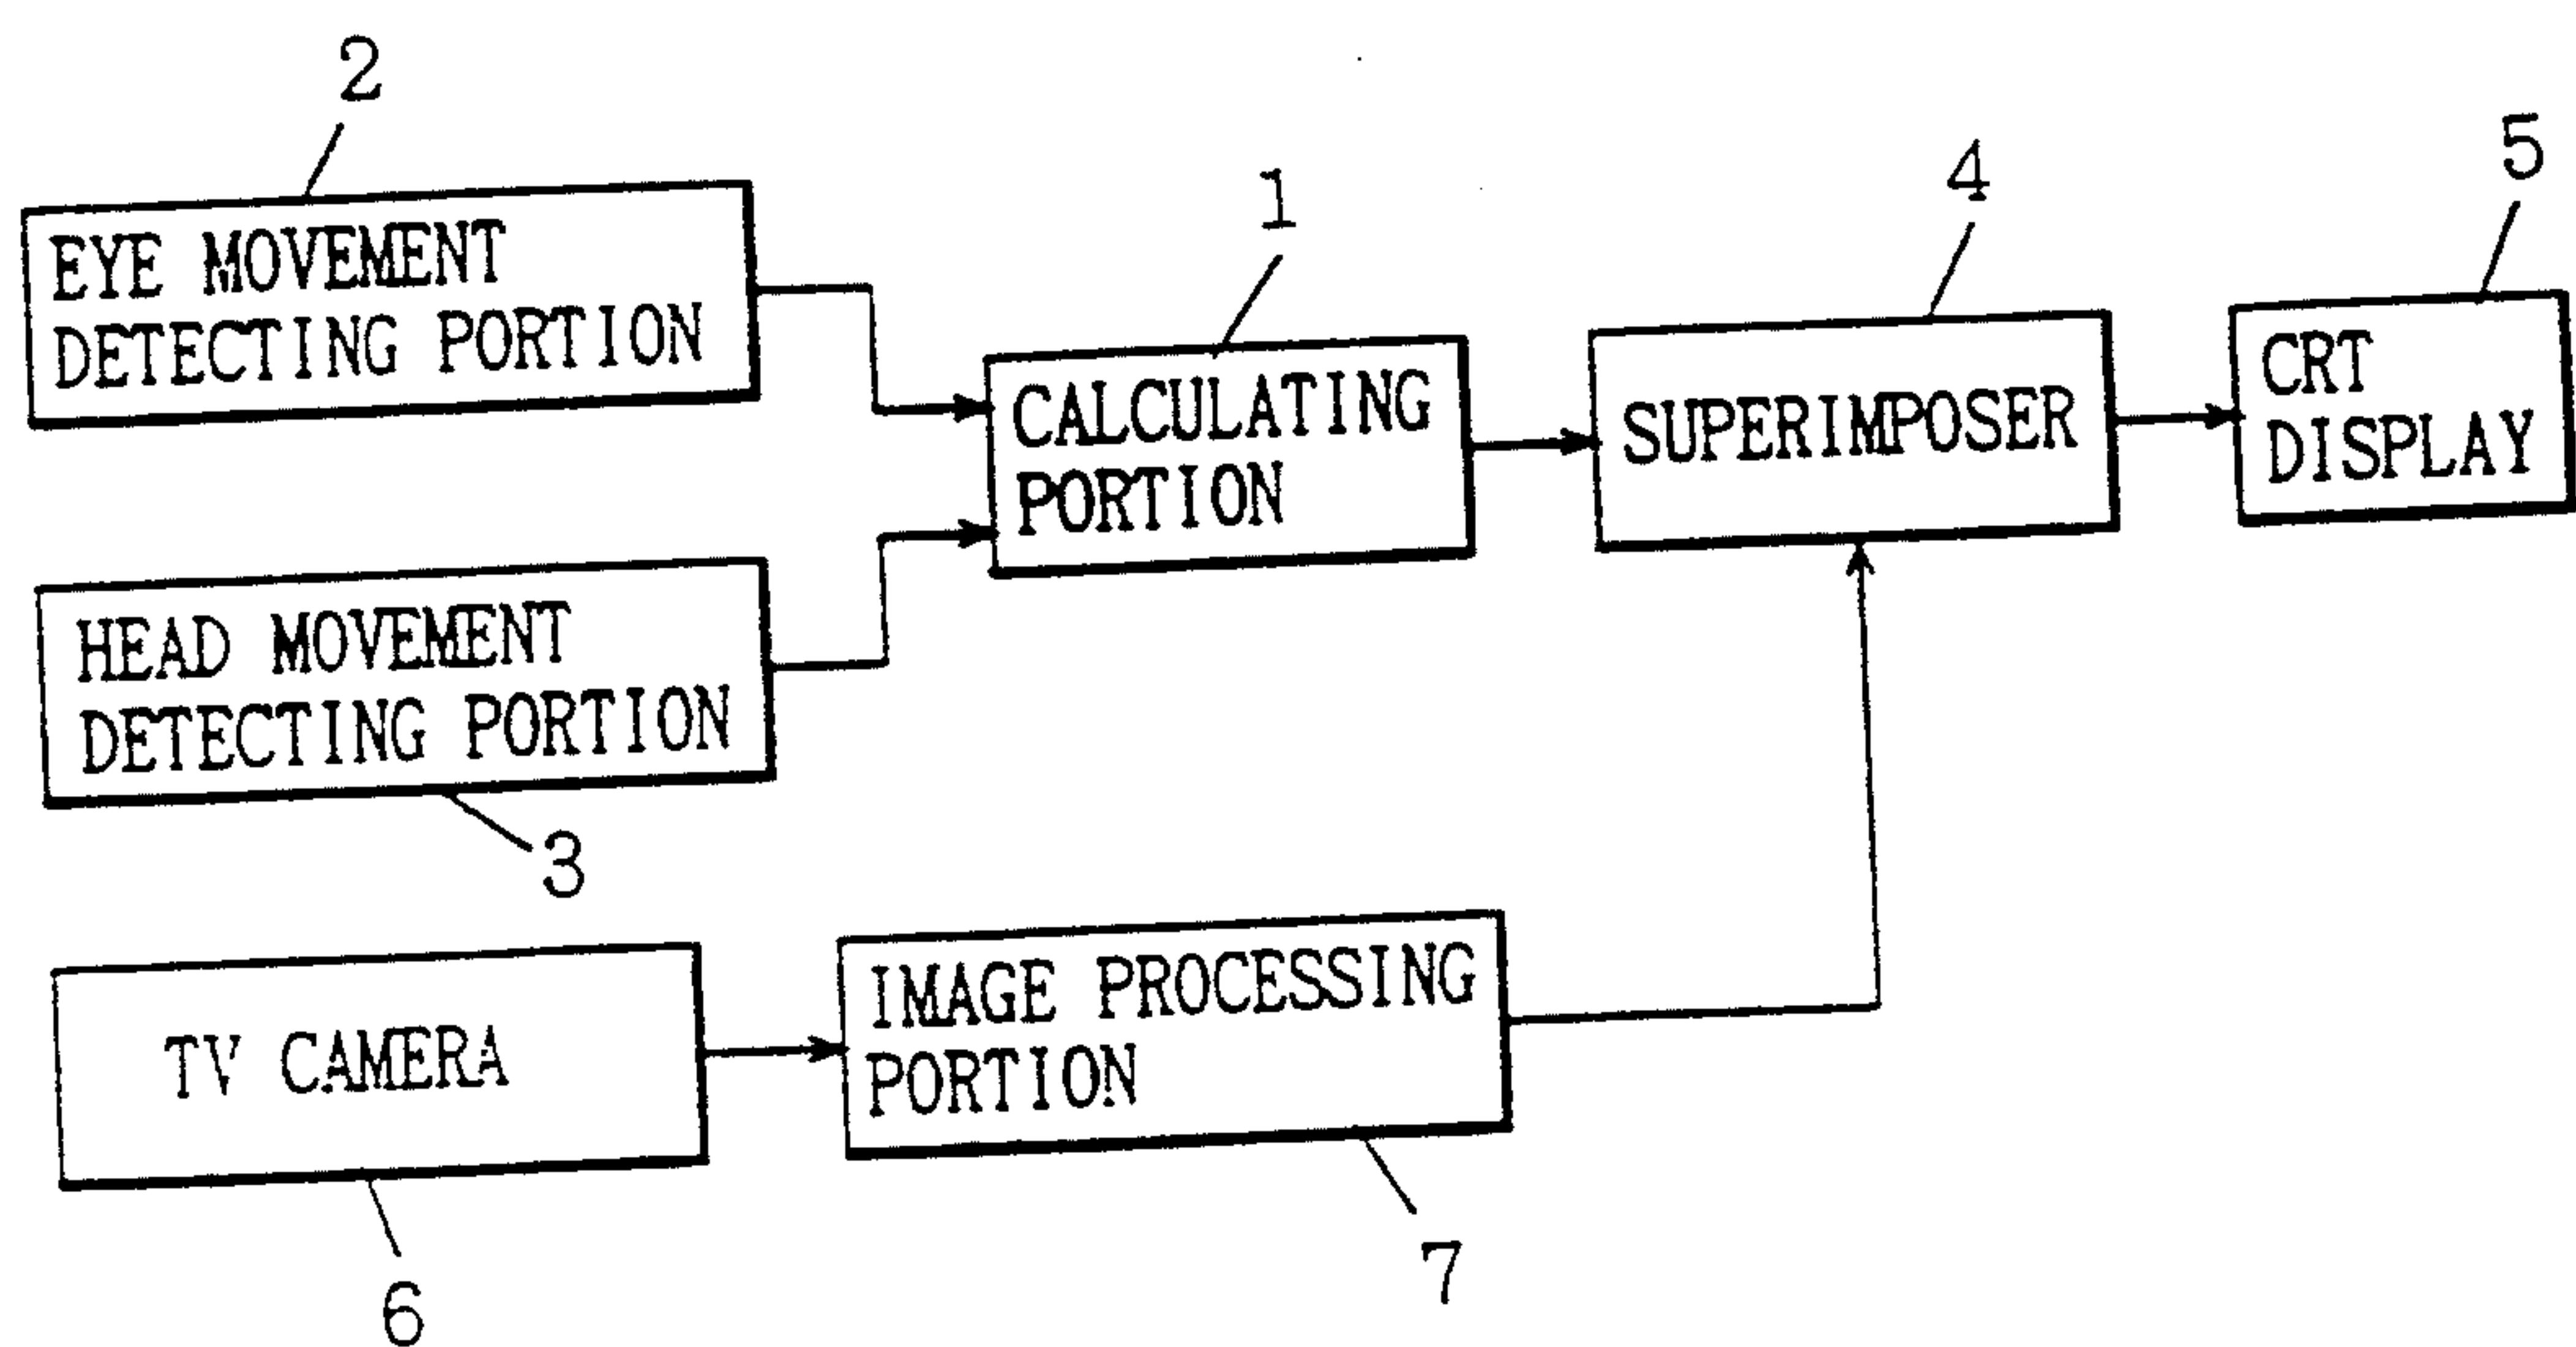 2
EYE MOVEMENT
DETECTING PORTION
1
CALCULATING
PORTION
4
SUPERIMPOSER
5
CRT
DISPLAY
HEAD MOVEMENT
DETECTING PORTION
3
TV CAMERA
6
IMAGE PROCESSING
PORTION
7